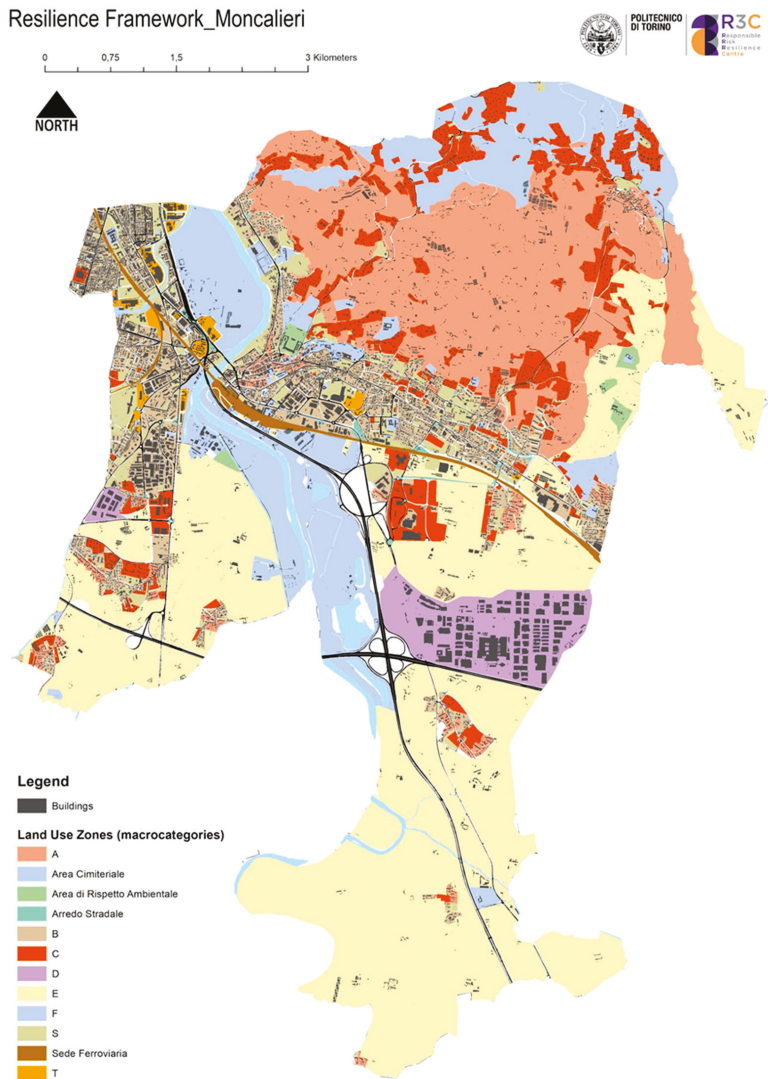 Resilience Framework_Moncalieri
POLITECNICO
DI TORINO
R3C
Responsible
Risk
Resilience
Centre
0 0,75 1,5 3 Kilometers
NORTH
Legend
Buildings
Land Use Zones (macrocategories)
A
Area Cimiteriale
Area di Rispetto Ambientale
Arredo Stradale
B
C
D
E
F
S
Sede Ferroviaria
T